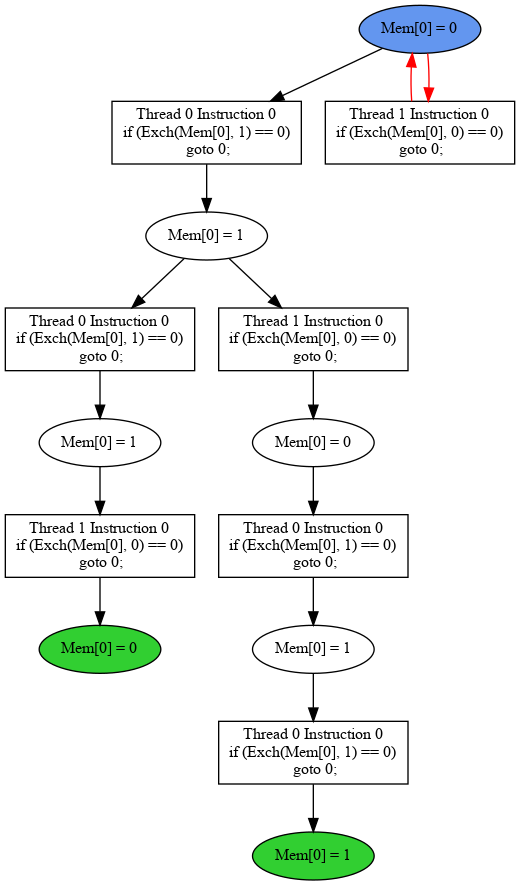 Mem[0] = 0
Thread 0 Instruction 0
if (Exch(Mem[0], 1) == 0)
goto 0;
Thread 1 Instruction 0
if (Exch(Mem[0], 0) == 0)
goto 0;
Mem[0] = 1
Thread 0 Instruction 0
if (Exch(Mem[0], 1) == 0)
goto 0;
Thread 1 Instruction 0
if (Exch(Mem[0], 0) == 0)
goto 0;
Mem[0] = 1
Mem[0] = 0
Thread 1 Instruction 0
if (Exch(Mem[0], 0) == 0)
goto 0;
Thread 0 Instruction 0
if (Exch(Mem[0], 1) == 0)
goto 0;
Mem[0] = 0
Mem[0] = 1
Thread 0 Instruction 0
if (Exch(Mem[0], 1) == 0)
goto 0;
Mem[0] = 1